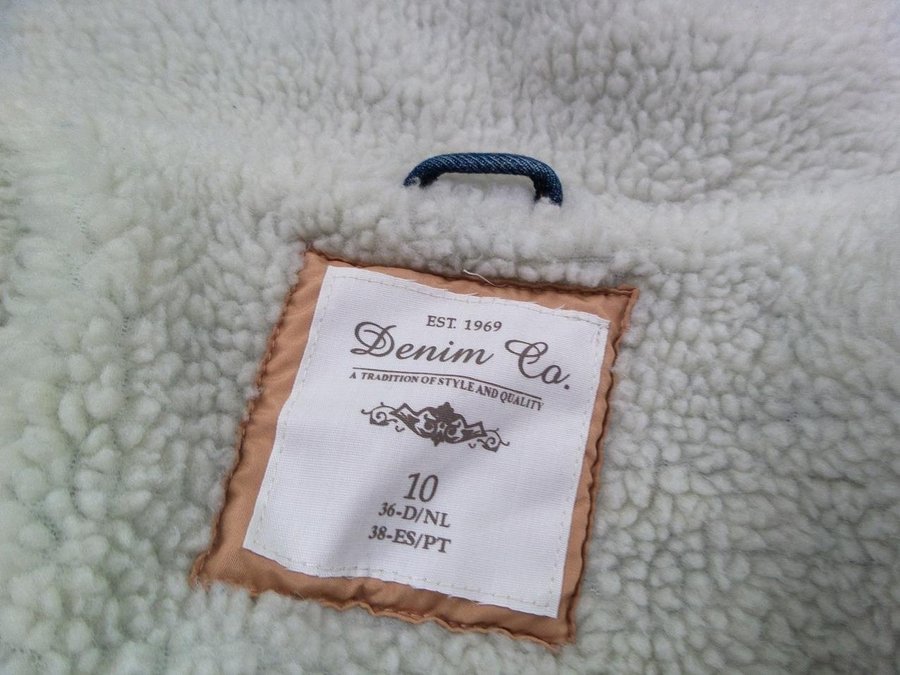 EST. 1969
Denim Co.
A TRADITION OF STYLE AND QUALITY
10
36-D/NL
38-ES/PT